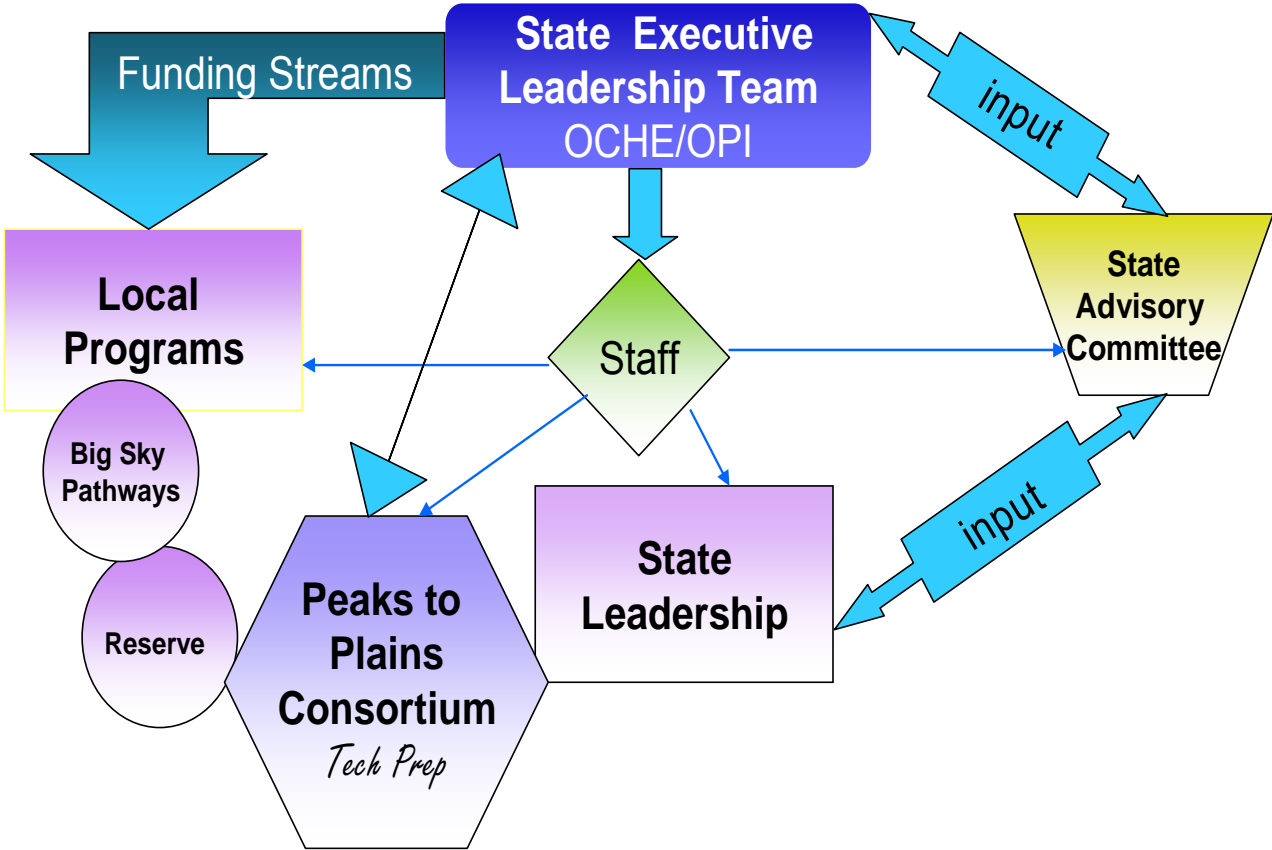 State Executive
Leadership Team
OCHE/OPI
Funding Streams
input
Local
Programs
Staff
State
Advisory
Committee
Big Sky
Pathways
input
State
Leadership
Peaks to
Plains
Consortium
Tech Prep
Reserve